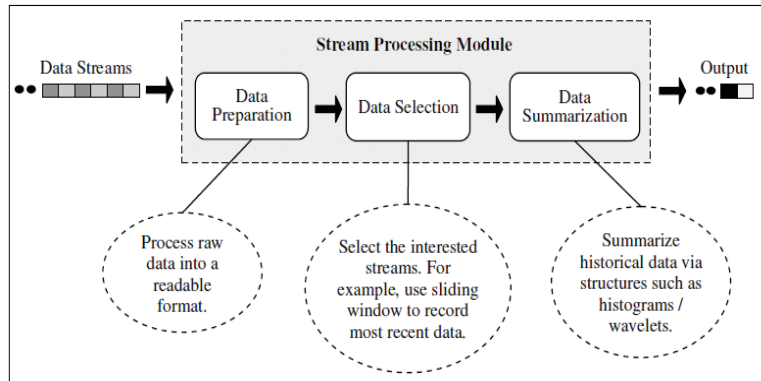 Stream Processing Module
Data Streams
Output
Data
Preparation
Data Selection
Data
Summarization
Process raw
data into a
readable
format.
Select the interested
streams. For
example, use sliding
window to record
most recent data.
Summarize
historical data via
structures such as
histograms /
wavelets.